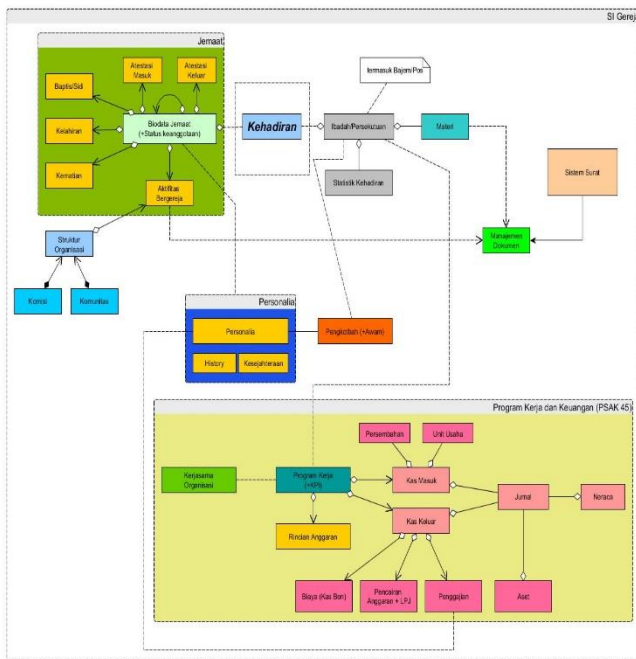 SI Gereja
Jemaat
Atestasi
Masuk
Atestasi
Keluar
Baptis/Sidi
Biodata Jemaat
(+Status keanggotaan)
Kelahiran
Kematian
Aktifitas
Bergereja
Kehadiran
termasuk Bajem/Pos
Ibadah/Persekutuan
Materi
Statistik Kehadiran
Sistem Surat
Manajemen
Dokumen
Struktur
Organisasi
Komisi
Komunitas
Personalia
Personalia
History
Kesejahteraan
Pengkotbah (+Awam)
Program Kerja dan Keuangan (PSAK 45)
Persembahan
Unit Usaha
Kerjasama
Organisasi
Program Kerja
(+KPI)
Kas Masuk
Jurnal
Neraca
Kas Keluar
Rincian Anggaran
Biaya (Kas Bon)
Pencairan
Anggaran + LPJ
Penggajian
Aset